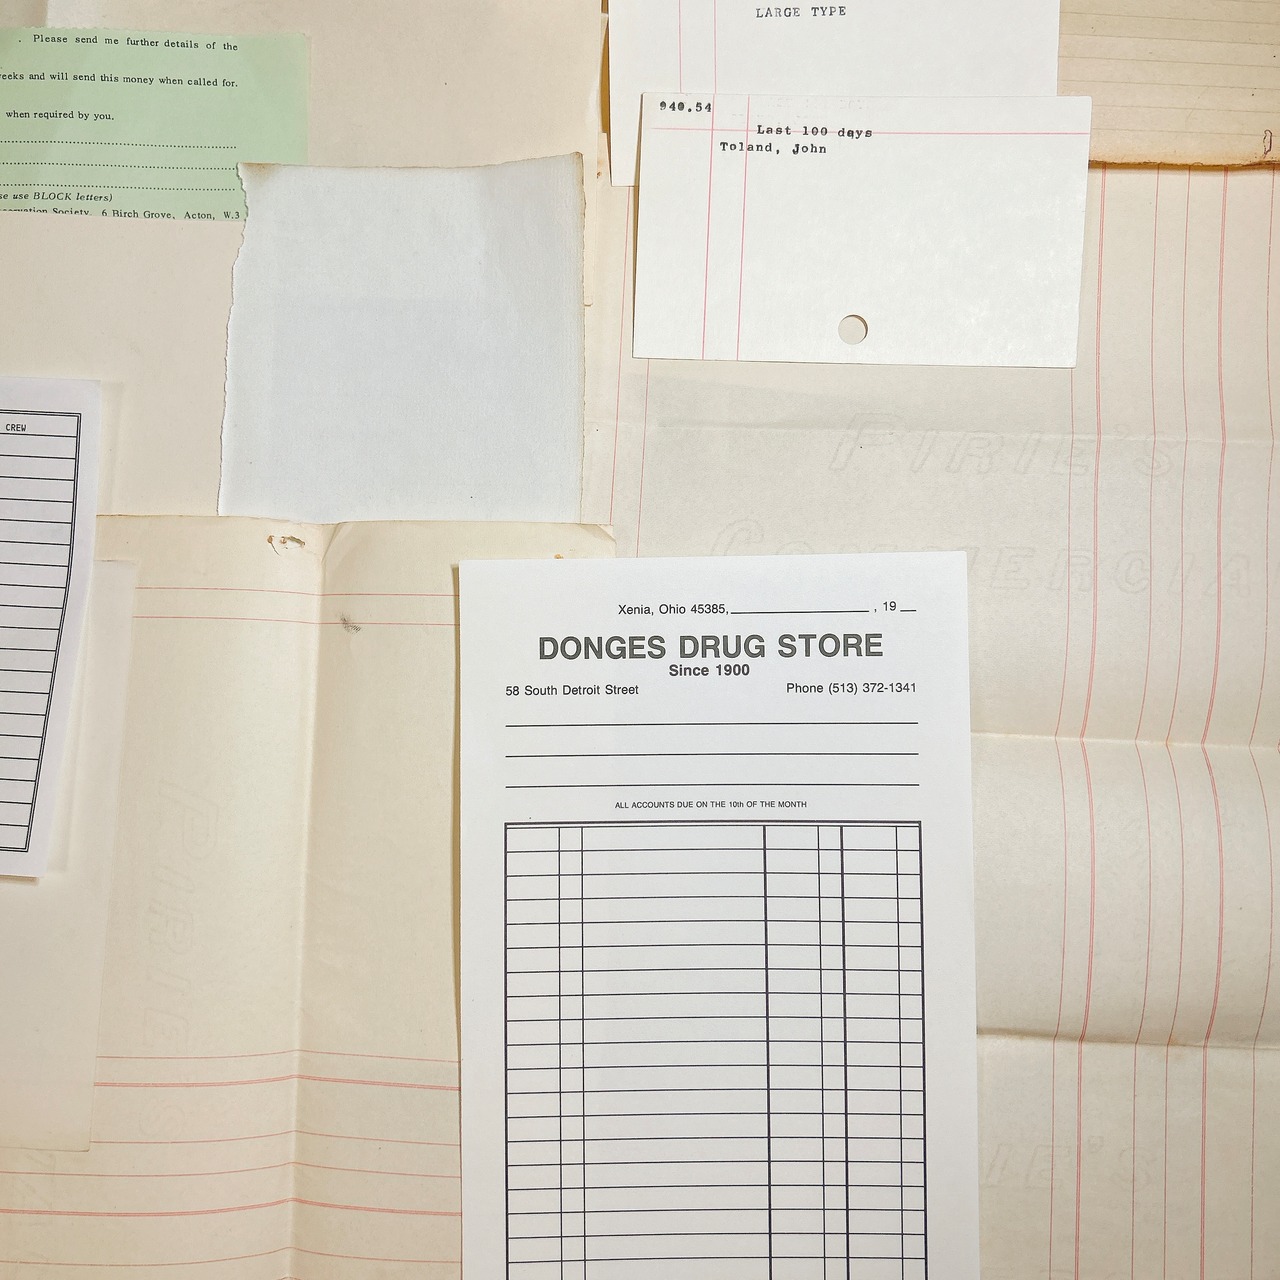 . Please send me further details of the
eeks and will send this money when called for.
when required by you.
se use BLOCK letters)
Society, 6 Birch Grove, Acton, W.3
LARGE TYPE
940.54
Last 100 days
Toland, John
CREW
PIRIE'S
COMMERCIA
Xenia, Ohio 45385, , 19
DONGES DRUG STORE
Since 1900
58 South Detroit Street Phone (513) 372-1341
ALL ACCOUNTS DUE ON THE 10th OF THE MONTH